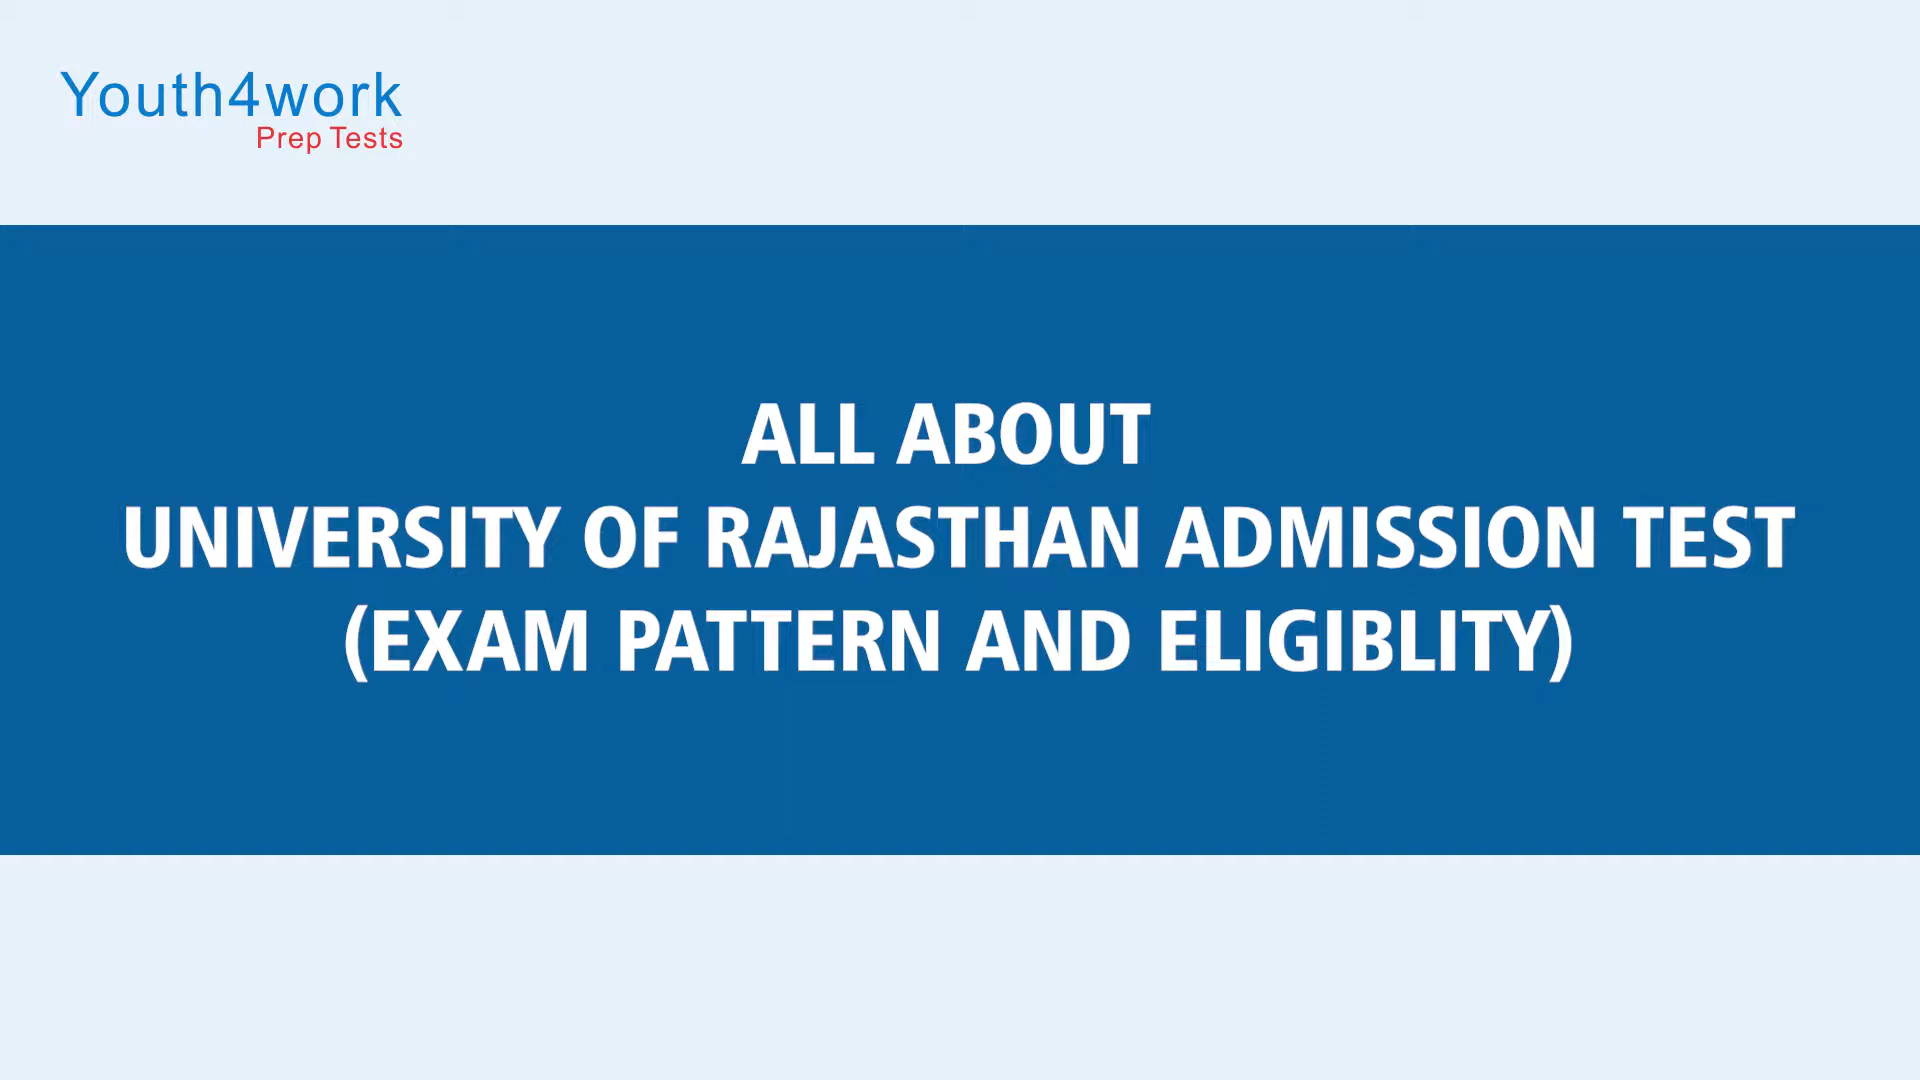 Youth4work
Prep Tests
ALL ABOUT
UNIVERSITY OF RAJASTHAN ADMISSION TEST
(EXAM PATTERN AND ELIGIBLITY)